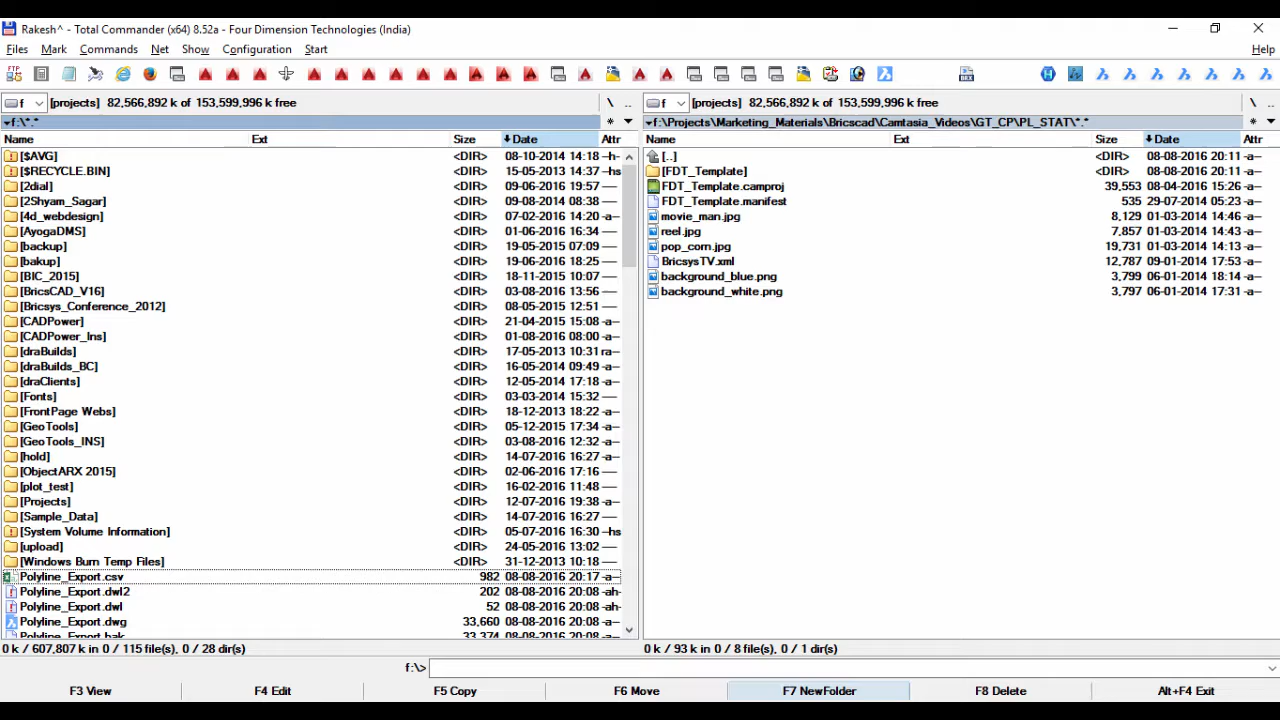 Rakesh^ - Total Commander (x64) 8.52a - Four Dimension Technologies (India)
Files Mark Commands Net Show Configuration Start Help
f [projects] 82,566,892 k of 153,599,996 k free \ ..
f:\*.* * 
Name Ext Size Date Attr
[$AVG] <DIR> 08-10-2014 14:18 -h--
[$RECYCLE.BIN] <DIR> 15-05-2013 14:37 --hs
[2dial] <DIR> 09-06-2016 19:57 ----
[2Shyam_Sagar] <DIR> 09-08-2014 08:38 ----
[4d_webdesign] <DIR> 07-02-2016 14:20 -a--
[AyogaDMS] <DIR> 01-06-2016 16:34 ----
[backup] <DIR> 19-05-2015 07:09 ----
[bakup] <DIR> 19-06-2016 18:25 ----
[BIC_2015] <DIR> 18-11-2015 10:07 ----
[BricsCAD_V16] <DIR> 03-08-2016 13:56 ----
[Bricsys_Conference_2012] <DIR> 08-05-2015 12:51 ----
[CADPower] <DIR> 21-04-2015 15:08 -a--
[CADPower_Ins] <DIR> 01-08-2016 08:00 -a--
[draBuilds] <DIR> 17-05-2013 10:31 ra--
[draBuilds_BC] <DIR> 16-05-2014 09:49 -a--
[draClients] <DIR> 12-05-2014 17:18 -a--
[Fonts] <DIR> 03-03-2014 15:32 ----
[FrontPage Webs] <DIR> 18-12-2013 18:22 -a--
[GeoTools] <DIR> 05-12-2015 17:34 -a--
[GeoTools_INS] <DIR> 03-08-2016 12:32 -a--
[hold] <DIR> 14-07-2016 16:27 -a--
[ObjectARX 2015] <DIR> 02-06-2016 17:16 ----
[plot_test] <DIR> 16-02-2016 11:48 ----
[Projects] <DIR> 12-07-2016 19:38 -a--
[Sample_Data] <DIR> 14-07-2016 16:27 ----
[System Volume Information] <DIR> 05-07-2016 16:30 --hs
[upload] <DIR> 24-05-2016 13:02 ----
[Windows Burn Temp Files] <DIR> 31-12-2013 10:18 ----
Polyline_Export.csv 982 08-08-2016 20:17 -a--
Polyline_Export.dwl2 202 08-08-2016 20:08 -ah-
Polyline_Export.dwl 52 08-08-2016 20:08 -ah-
Polyline_Export.dwg 33,660 08-08-2016 20:08 -a--
Polyline_Export.bak 33,374 08-08-2016 20:08 -a--
0 k / 607,807 k in 0 / 115 file(s), 0 / 28 dir(s)
f [projects] 82,566,892 k of 153,599,996 k free \ ..
f:\Projects\Marketing_Materials\Bricscad\Camtasia_Videos\GT_CP\PL_STAT\*.* *
Name Ext Size Date Attr
[..] <DIR> 08-08-2016 20:11 ----
[FDT_Template] <DIR> 08-08-2016 20:11 ----
FDT_Template.camproj 39,553 08-04-2016 15:26 -a--
FDT_Template.manifest 535 29-07-2014 05:23 -a--
movie_man.jpg 8,129 01-03-2014 14:46 -a--
reel.jpg 7,857 01-03-2014 14:43 -a--
pop_corn.jpg 19,731 01-03-2014 14:13 -a--
BricsysTV.xml 12,787 09-01-2014 17:53 -a--
background_blue.png 3,799 06-01-2014 18:14 -a--
background_white.png 3,797 06-01-2014 17:31 -a--
0 k / 93 k in 0 / 8 file(s), 0 / 1 dir(s)
f:\>
F3 View F4 Edit F5 Copy F6 Move F7 NewFolder F8 Delete Alt+F4 Exit